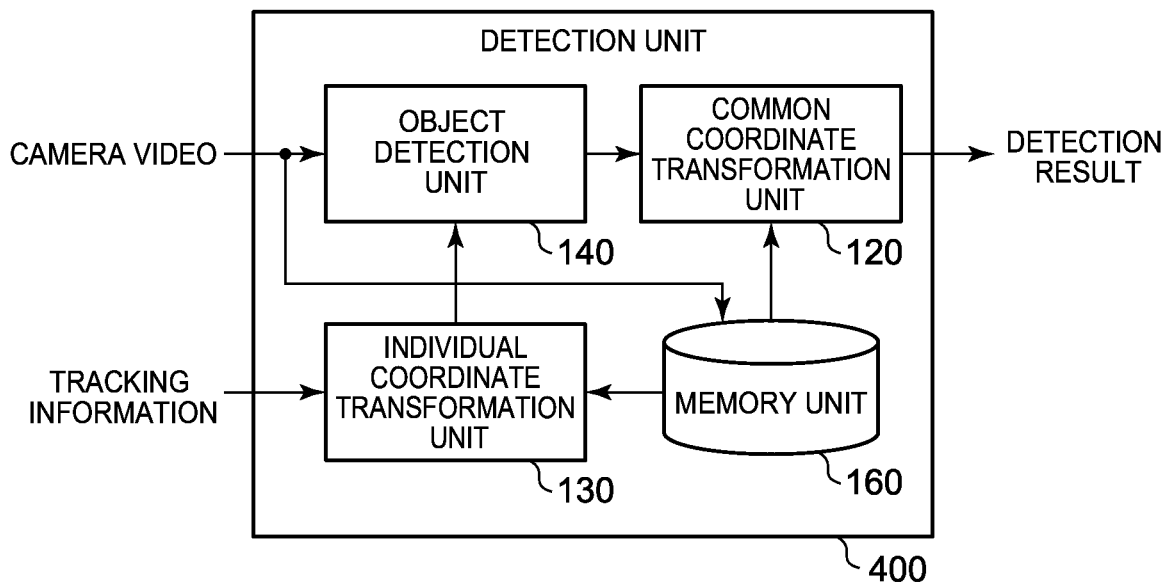 DETECTION UNIT
CAMERA VIDEO
OBJECT
DETECTION
UNIT
140
COMMON
COORDINATE
TRANSFORMATION
UNIT
120
DETECTION
RESULT
TRACKING
INFORMATION
INDIVIDUAL
COORDINATE
TRANSFORMATION
UNIT
130
MEMORY UNIT
160
400